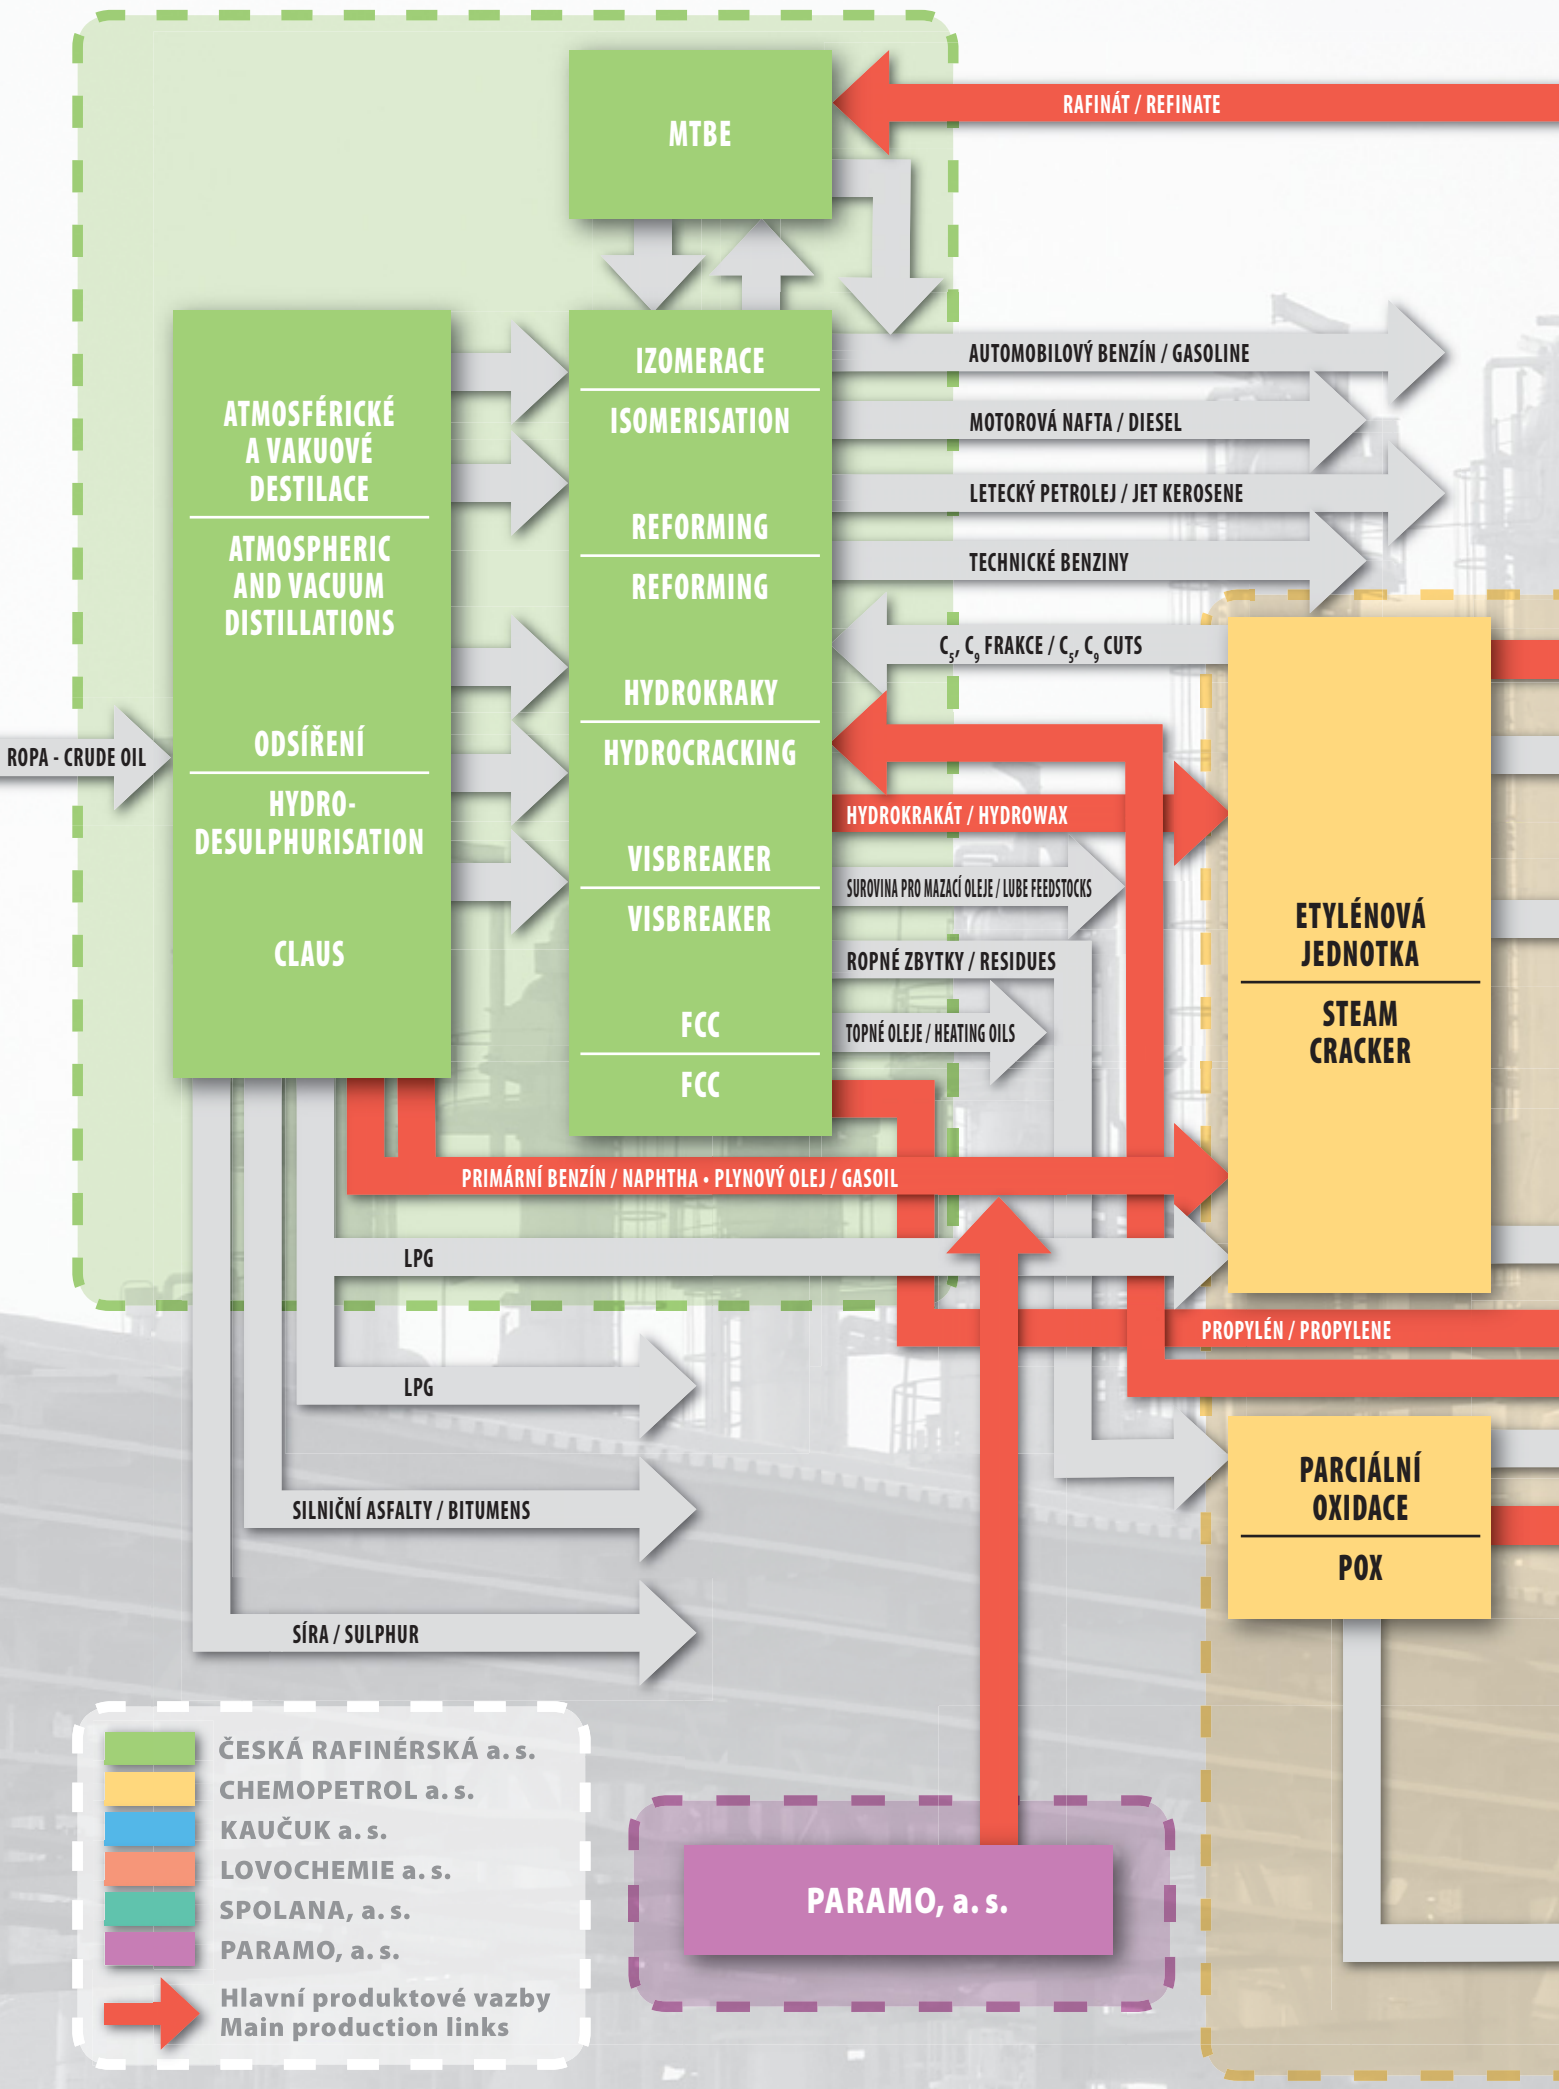 MTBE
RAFINÁT / REFINATE
ATMOSFÉRICKÉ
A VAKUOVÉ
DESTILACE
ATMOSPHERIC
AND VACUUM
DISTILLATIONS
ODSÍŘENÍ
HYDRO-
DESULPHURISATION
CLAUS
ROPA - CRUDE OIL
IZOMERACE
ISOMERISATION
REFORMING
REFORMING
HYDROKRAKY
HYDROCRACKING
VISBREAKER
VISBREAKER
FCC
FCC
AUTOMOBILOVÝ BENZÍN / GASOLINE
MOTOROVÁ NAFTA / DIESEL
LETECKÝ PETROLEJ / JET KEROSENE
TECHNICKÉ BENZINY
C5, C9 FRAKCE / C5, C9 CUTS
HYDROKRAKÁT / HYDROWAX
SUROVINA PRO MAZACÍ OLEJE / LUBE FEEDSTOCKS
ROPNÉ ZBYTKY / RESIDUES
TOPNÉ OLEJE / HEATING OILS
ETYLÉNOVÁ
JEDNOTKA
STEAM
CRACKER
PRIMÁRNÍ BENZÍN / NAPHTHA • PLYNOVÝ OLEJ / GASOIL
LPG
PROPYLÉN / PROPYLENE
LPG
SILNIČNÍ ASFALTY / BITUMENS
SÍRA / SULPHUR
PARCIÁLNÍ
OXIDACE
POX
PARAMO, a. s.
ČESKÁ RAFINÉRSKÁ a. s.
CHEMOPETROL a. s.
KAUČUK a. s.
LOVOCHEMIE a. s.
SPOLANA, a. s.
PARAMO, a. s.
Hlavní produktové vazby
Main production links